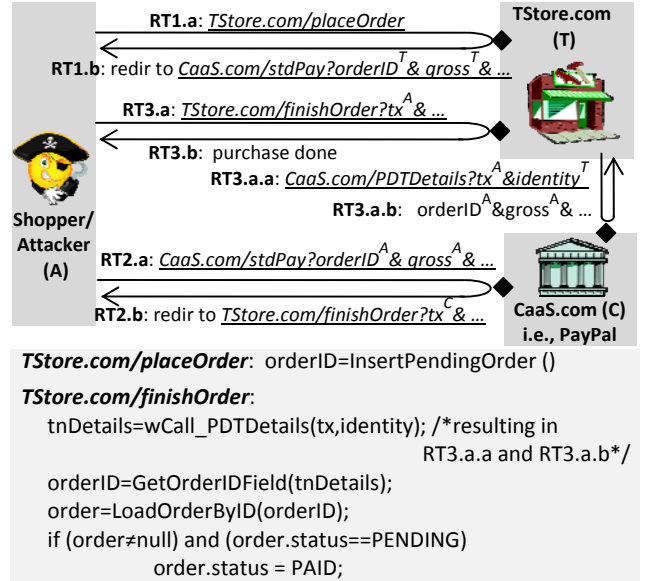 RT1.a: TStore.com/placeOrder
TStore.com
(T)
RT1.b: redir to CaaS.com/stdPay?orderID^T& gross^T& ...
RT3.a: TStore.com/finishOrder?tx^A& ...
RT3.b: purchase done
RT3.a.a: CaaS.com/PDTDetails?tx^A&identity^T
RT3.a.b: orderID^A&gross^A& ...
Shopper/
Attacker
(A)
RT2.a: CaaS.com/stdPay?orderID^A& gross^A& ...
RT2.b: redir to TStore.com/finishOrder?tx^C& ...
CaaS.com (C)
i.e., PayPal
TStore.com/placeOrder: orderID=InsertPendingOrder ()
TStore.com/finishOrder:
tnDetails=wCall_PDTDetails(tx,identity); /*resulting in
RT3.a.a and RT3.a.b*/
orderID=GetOrderIDField(tnDetails);
order=LoadOrderByID(orderID);
if (order≠null) and (order.status==PENDING)
order.status = PAID;